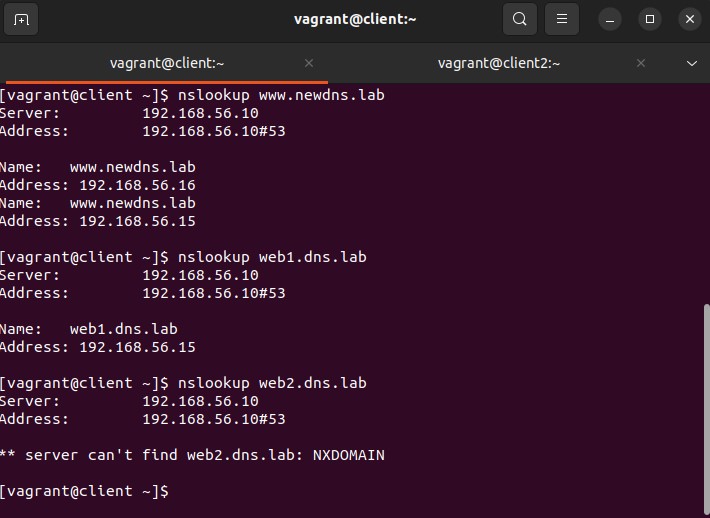 vagrant@client:~
vagrant@client:~
vagrant@client2:~
[vagrant@client ~]$ nslookup www.newdns.lab
Server:         192.168.56.10
Address:        192.168.56.10#53

Name:   www.newdns.lab
Address: 192.168.56.16
Name:   www.newdns.lab
Address: 192.168.56.15

[vagrant@client ~]$ nslookup web1.dns.lab
Server:         192.168.56.10
Address:        192.168.56.10#53

Name:   web1.dns.lab
Address: 192.168.56.15

[vagrant@client ~]$ nslookup web2.dns.lab
Server:         192.168.56.10
Address:        192.168.56.10#53

** server can't find web2.dns.lab: NXDOMAIN

[vagrant@client ~]$